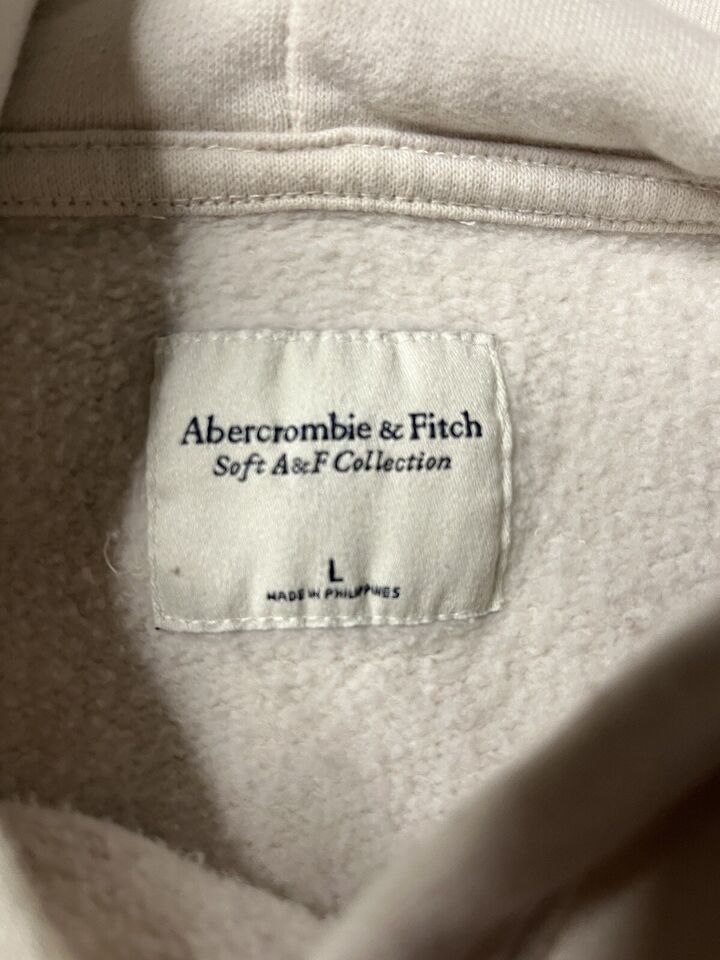 Abercrombie & Fitch
Soft A&F Collection
L
MADE IN PHILIPPINES